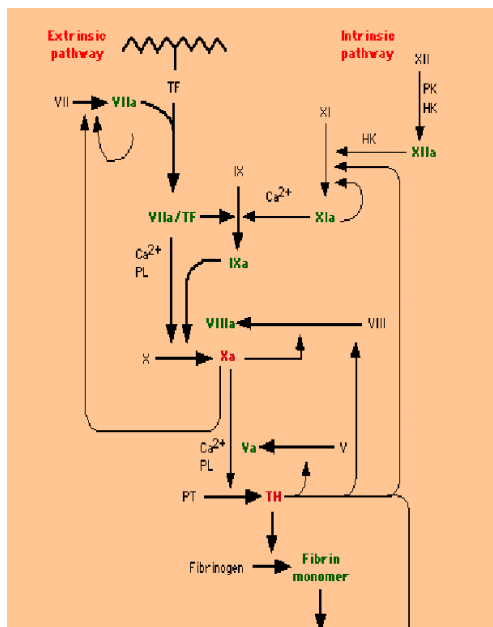 Extrinsic
pathway
Intrinsic
pathway
XII
TF
PK
HK
VII
VIIa
XI
HK
XIIa
IX
Ca2+
VIIa/TF
XIa
Ca2+
PL
IXa
VIIIa
VIII
X
Xa
Ca2+
PL
Va
V
PT
TH
Fibrinogen
Fibrin
monomer